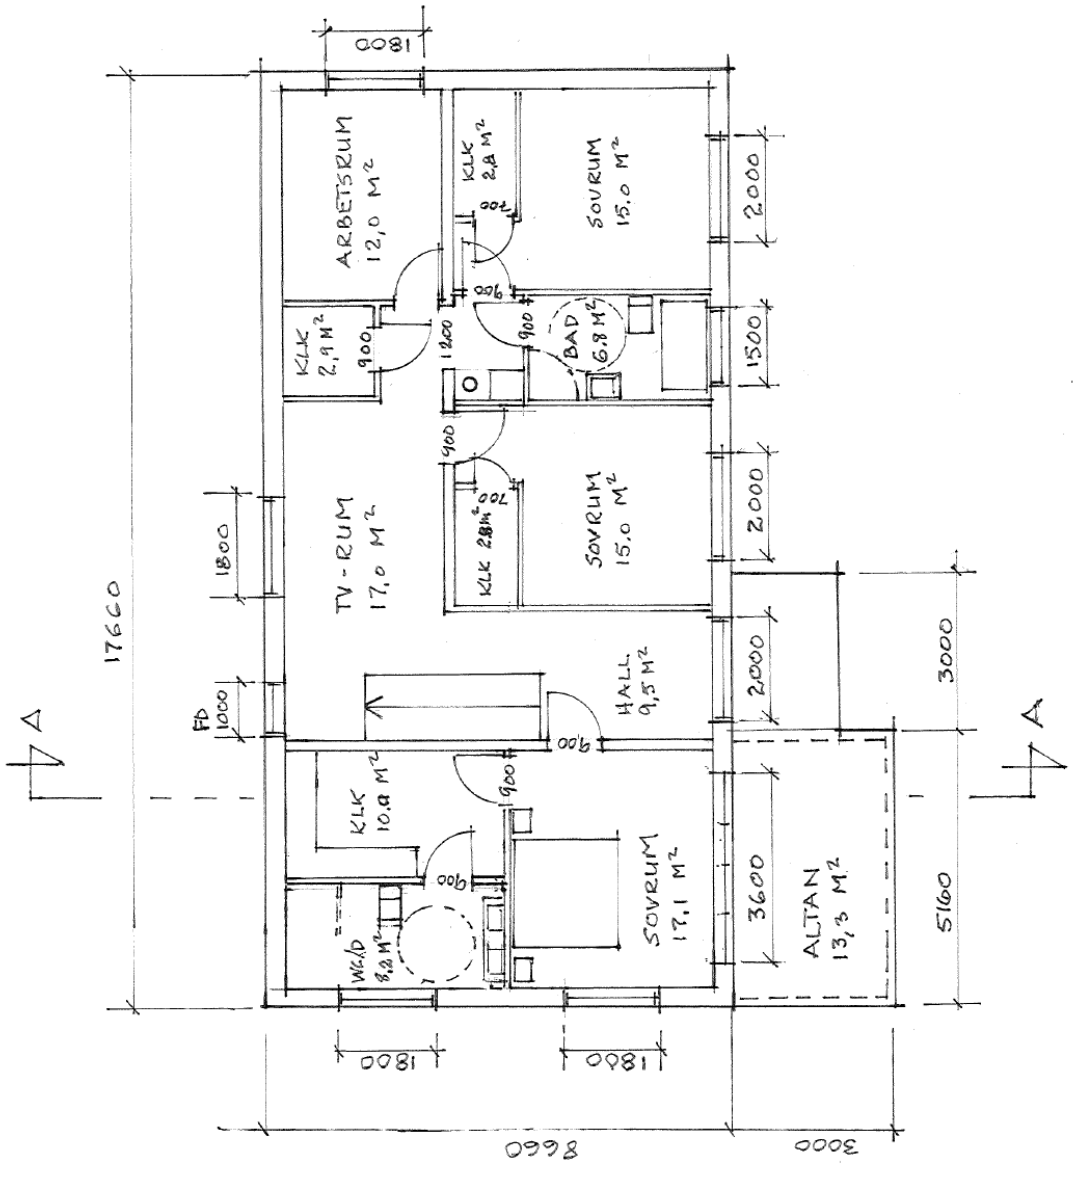 1800
ARBETSRUM
12,0 M²
KLK
2,8 M²
700
SOVRUM
15.0 M²
2000
900
KLK
2,9 M²
900
1200
900
BAD
6.8 M²
1500
900
700
KLK 2.8 M²
SOVRUM
15.0 M²
2000
1800
TV-RUM
17,0 M²
17660
HALL
9,5 M²
2000
3000
FD
1000
A
A
900
KLK
10.0 M²
900
900
SOVRUM
17,1 M²
3600
ALTAN
13,3 M²
5160
WC/D
8,2 M²
1800
1800
8660
3000